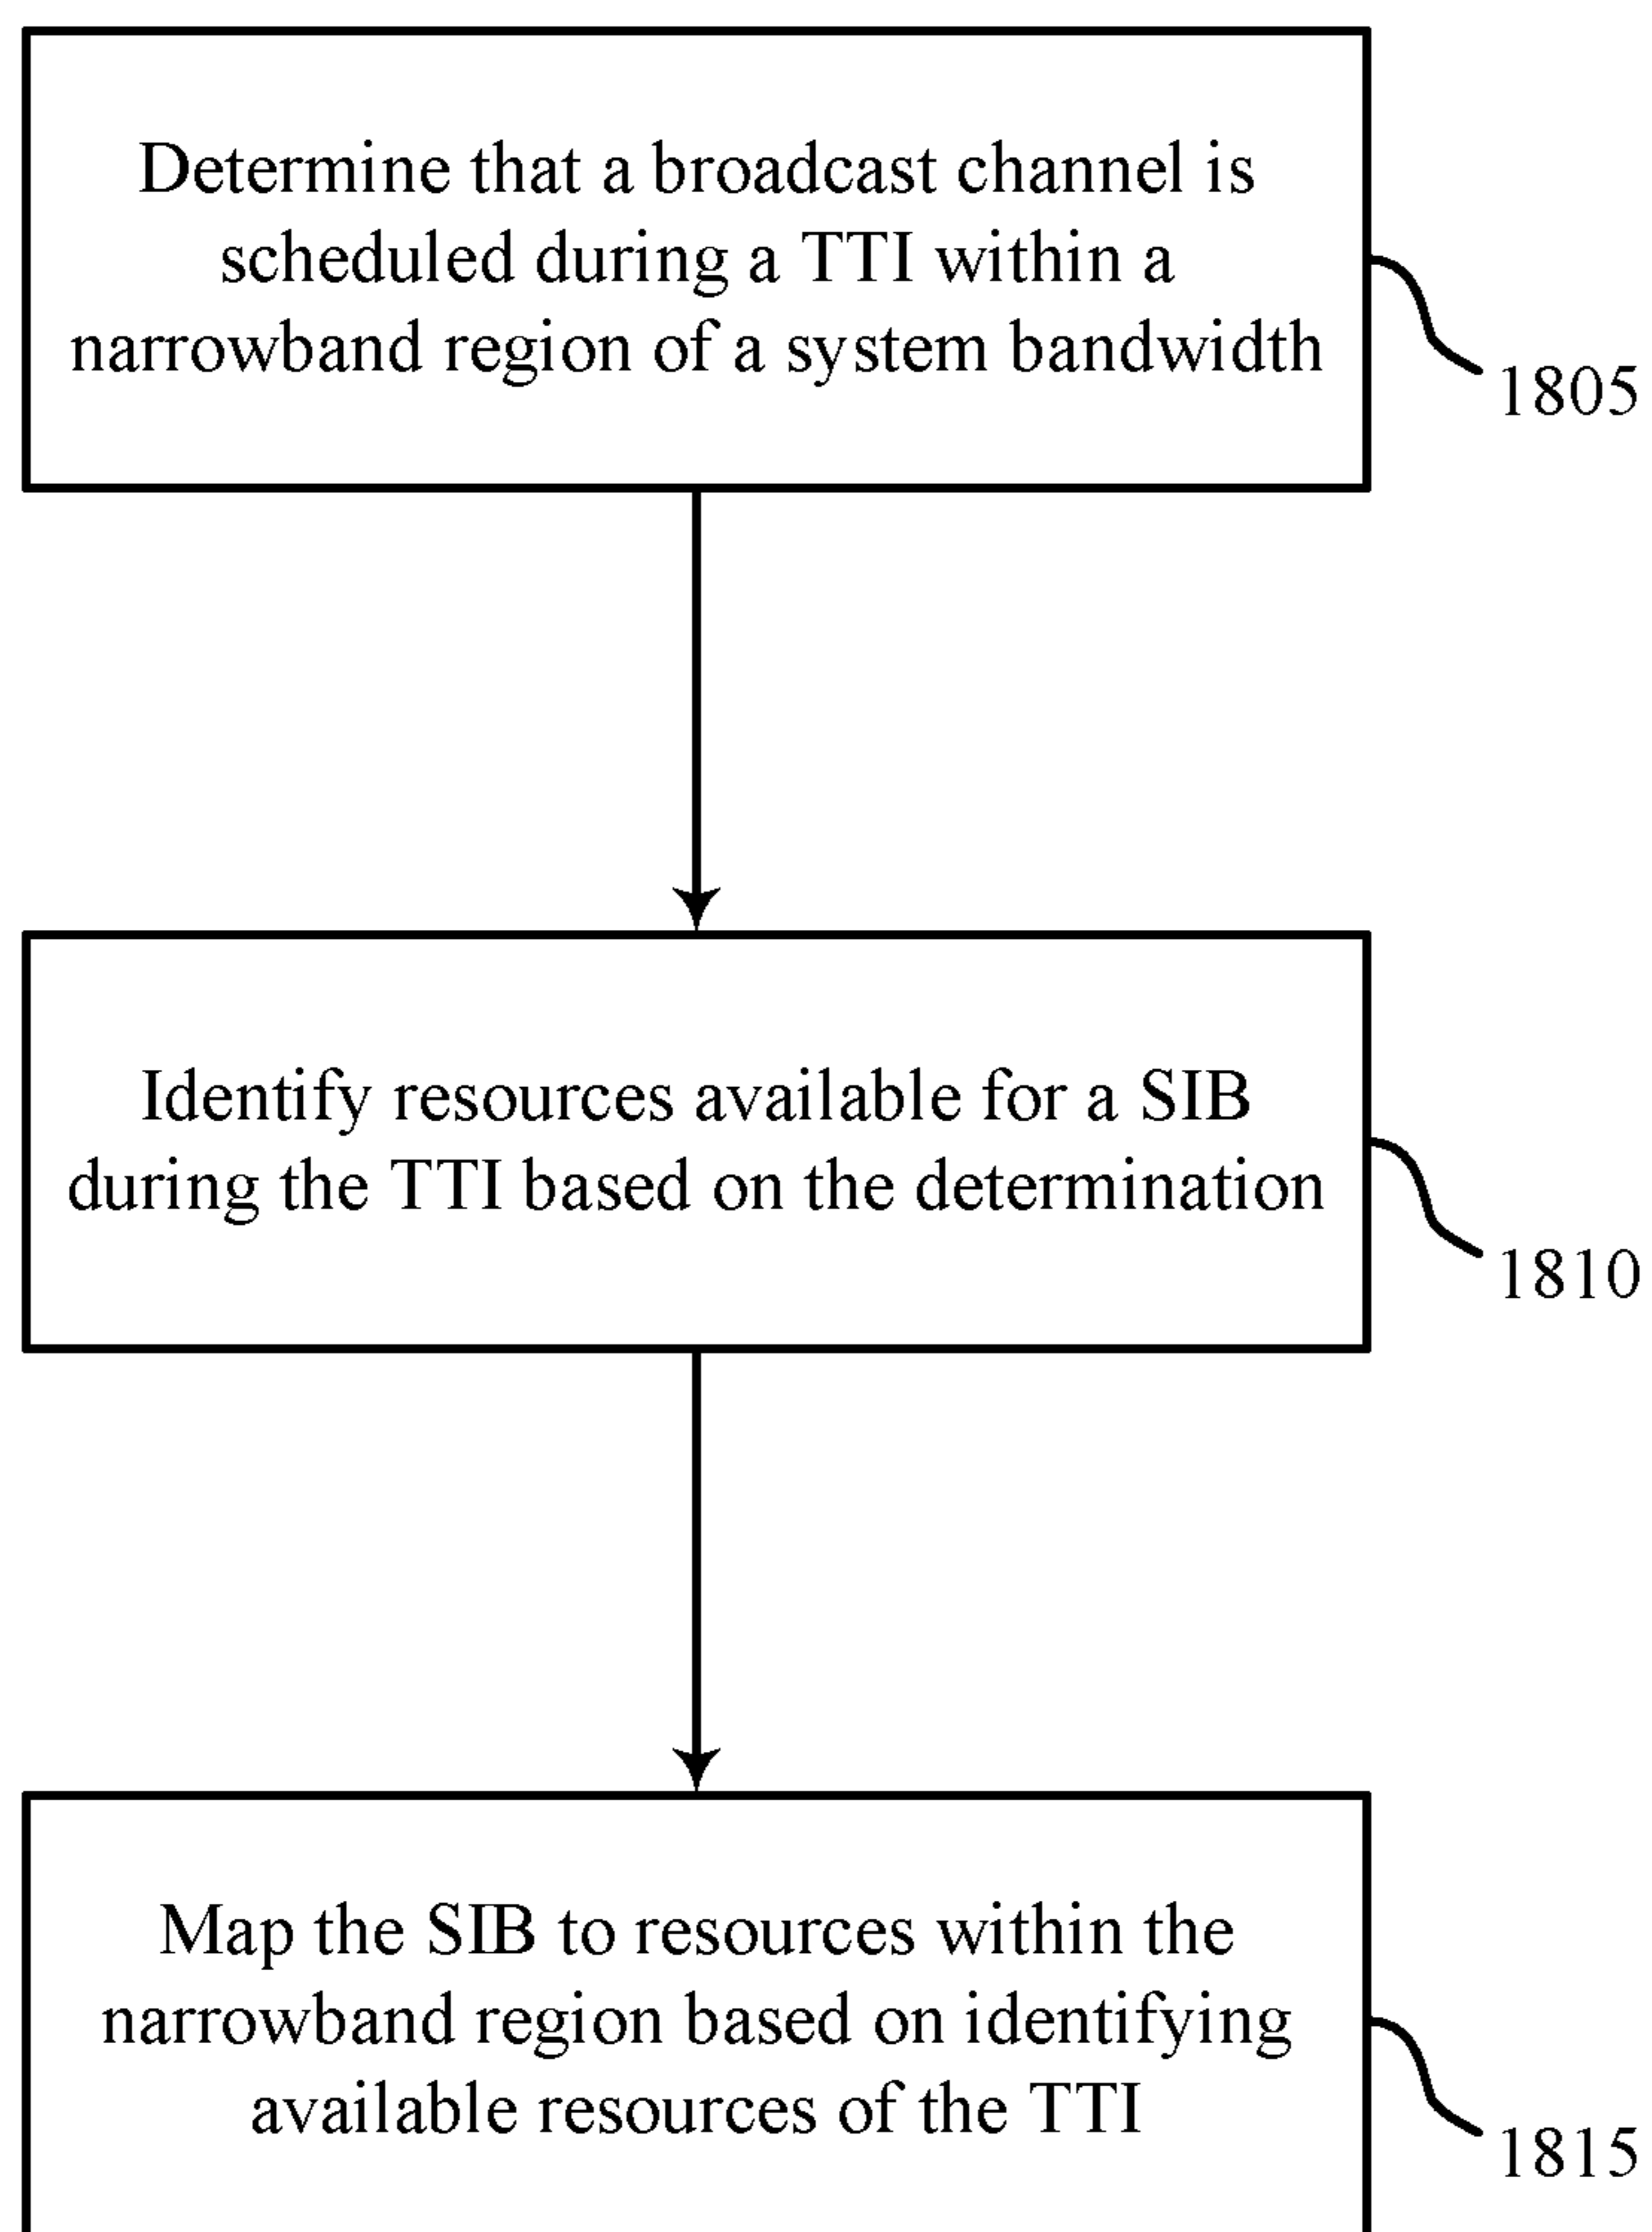 Determine that a broadcast channel is
scheduled during a TTI within a
narrowband region of a system bandwidth
1805
Identify resources available for a SIB
during the TTI based on the determination
1810
Map the SIB to resources within the
narrowband region based on identifying
available resources of the TTI
1815